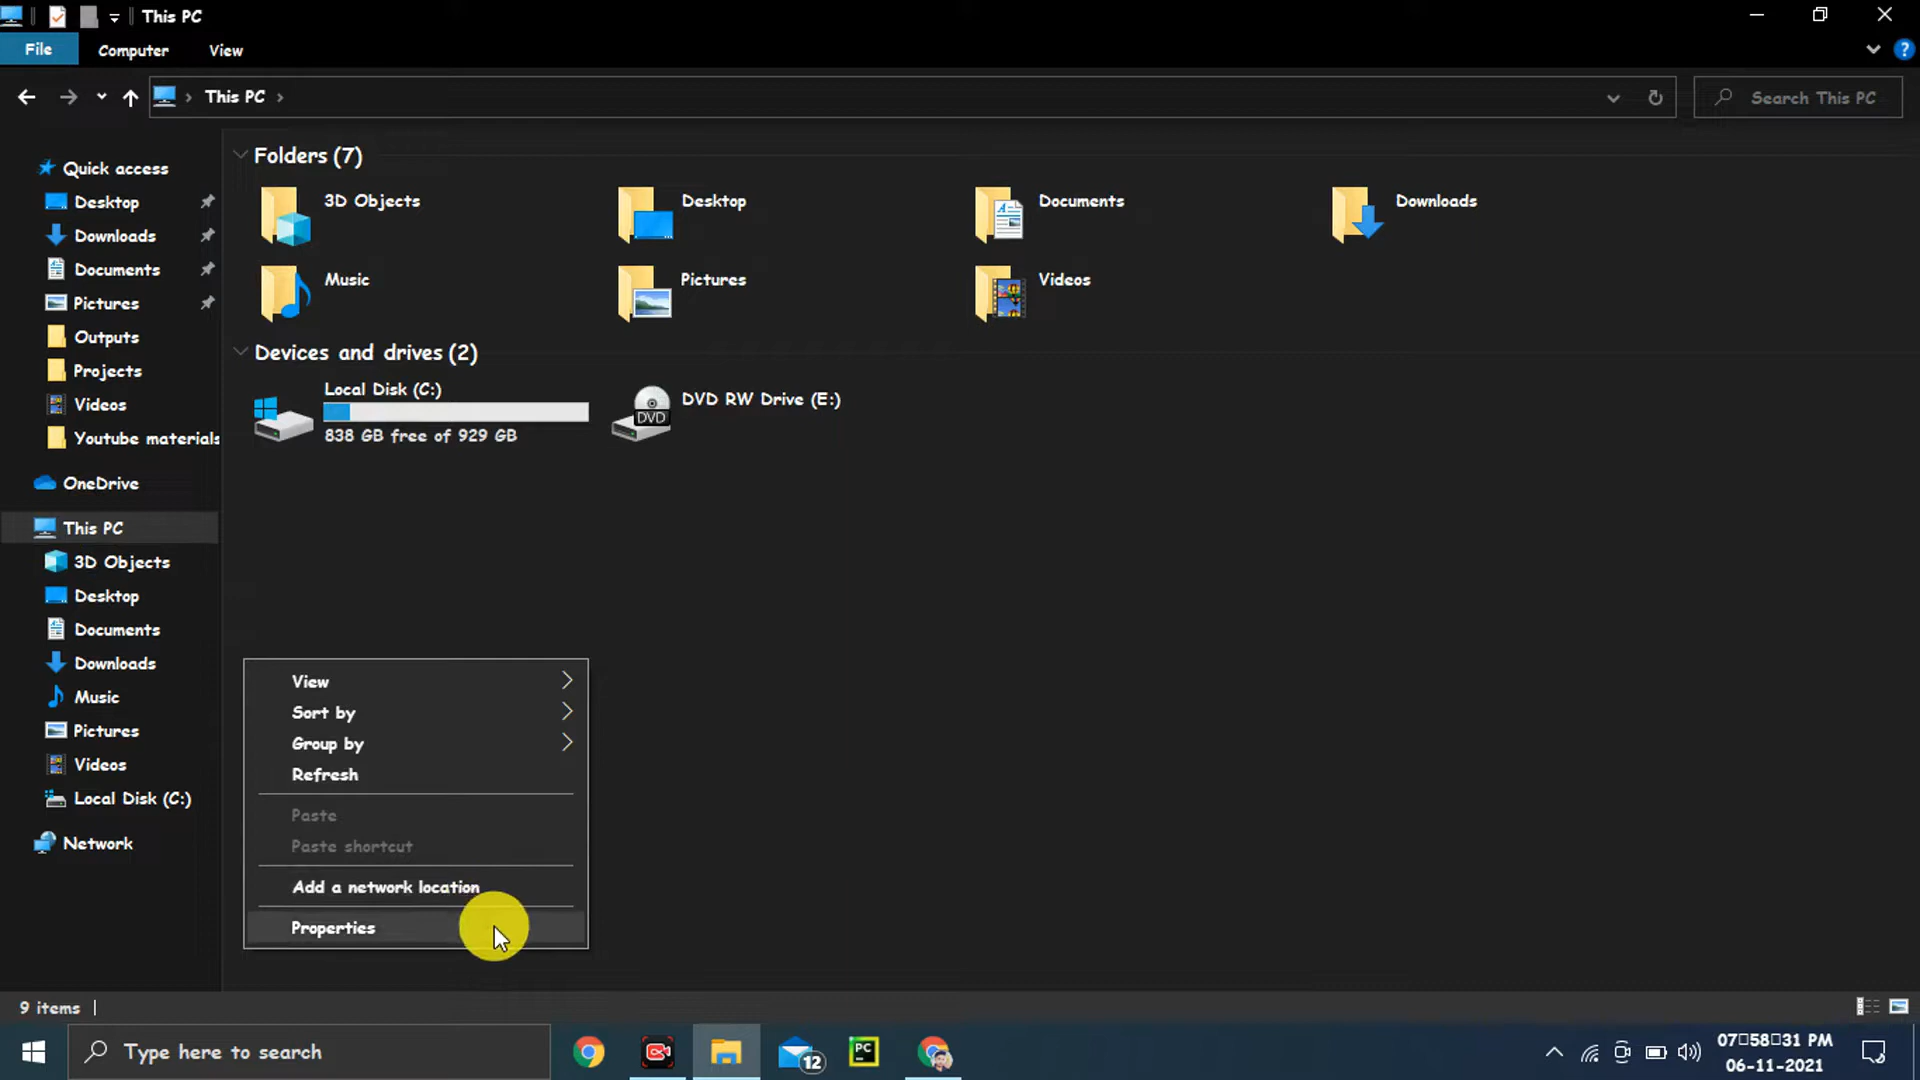 This PC
File Computer View
This PC
Search This PC
Quick access
Desktop
Downloads
Documents
Pictures
Outputs
Projects
Videos
Youtube materials
OneDrive
This PC
3D Objects
Desktop
Documents
Downloads
Music
Pictures
Videos
Local Disk (C:)
Network
Folders (7)
3D Objects
Desktop
Documents
Downloads
Music
Pictures
Videos
Devices and drives (2)
Local Disk (C:)
838 GB free of 929 GB
DVD
DVD RW Drive (E:)
View
Sort by
Group by
Refresh
Paste
Paste shortcut
Add a network location
Properties
9 items
Type here to search
12
PC
07□58□31 PM
06-11-2021